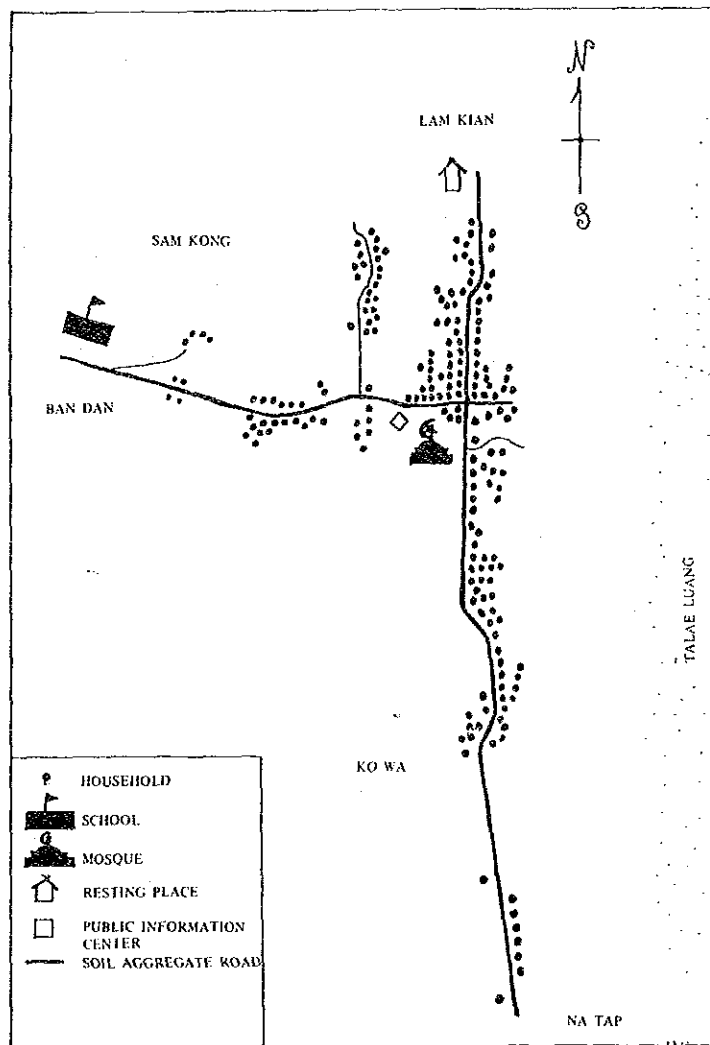 N
LAM KIAN
S
SAM KONG
BAN DAN
TALAE LUANG
KO WA
HOUSEHOLD
SCHOOL
MOSQUE
RESTING PLACE
PUBLIC INFORMATION
CENTER
SOIL AGGREGATE ROAD
NA TAP